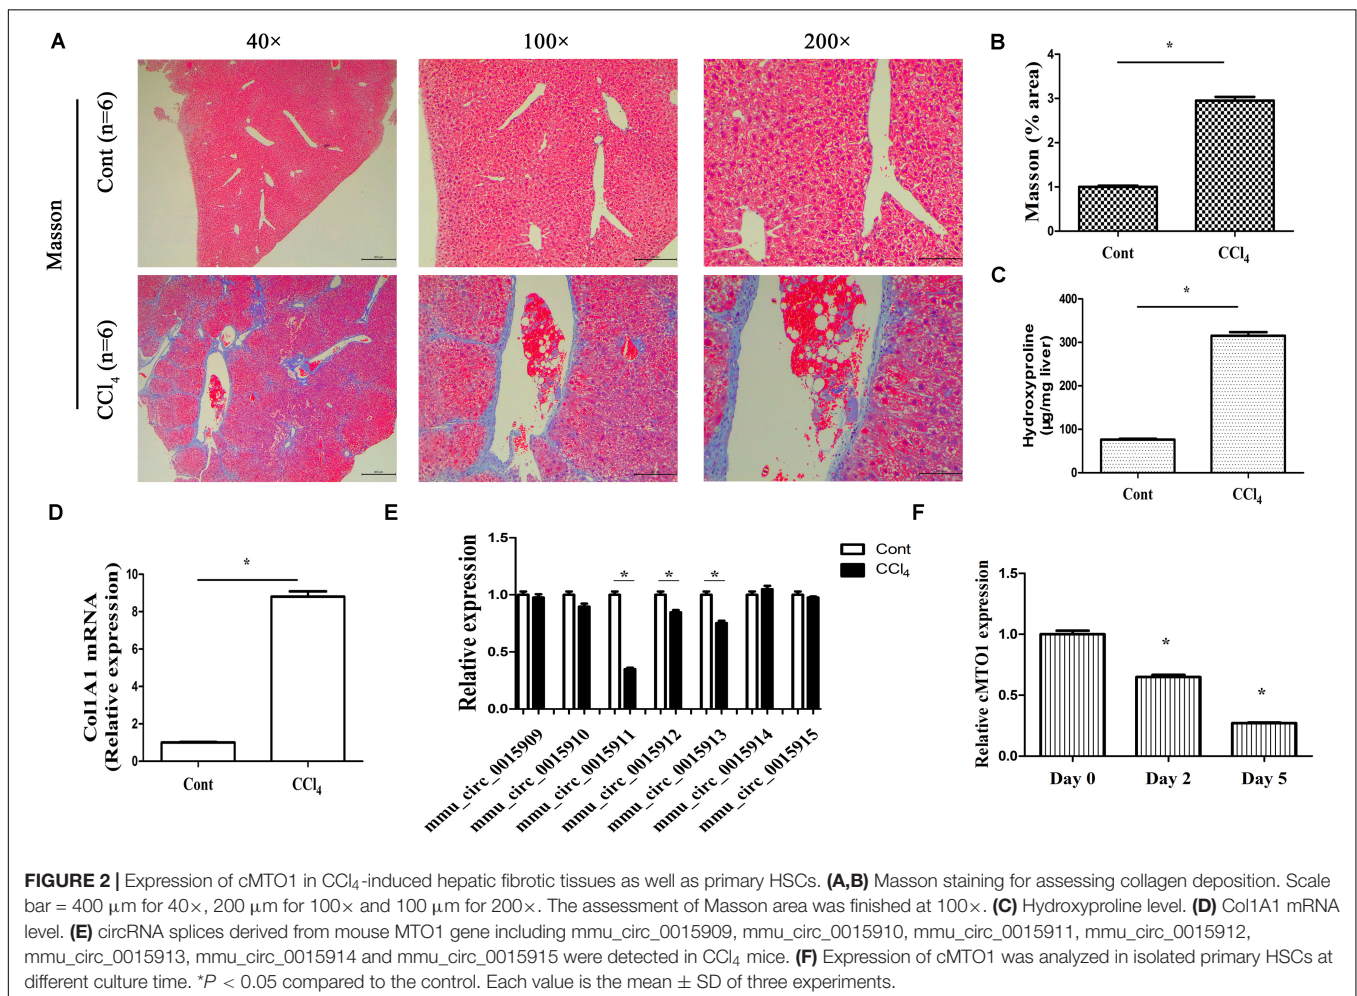 A
40×
100×
200×
Masson
Cont (n=6)
CCl4 (n=6)
B
Masson (% area)
4
3
2
1
0
*
Cont
CCl4
C
Hydroxyproline
(μg/mg liver)
400
300
200
100
0
*
Cont
CCl4
D
Col1A1 mRNA
(Relative expression)
10
8
6
4
2
0
*
Cont
CCl4
E
Relative expression
1.5
1.0
0.5
0.0
* * *
Cont
CCl4
mmu_circ_0015909
mmu_circ_0015910
mmu_circ_0015911
mmu_circ_0015912
mmu_circ_0015913
mmu_circ_0015914
mmu_circ_0015915
F
Relative cMTO1 expression
1.5
1.0
0.5
0.0
*
*
Day 0
Day 2
Day 5
FIGURE 2 | Expression of cMTO1 in CCl4-induced hepatic fibrotic tissues as well as primary HSCs. (A,B) Masson staining for assessing collagen deposition. Scale
bar = 400 μm for 40×, 200 μm for 100× and 100 μm for 200×. The assessment of Masson area was finished at 100×. (C) Hydroxyproline level. (D) Col1A1 mRNA
level. (E) circRNA splices derived from mouse MTO1 gene including mmu_circ_0015909, mmu_circ_0015910, mmu_circ_0015911, mmu_circ_0015912,
mmu_circ_0015913, mmu_circ_0015914 and mmu_circ_0015915 were detected in CCl4 mice. (F) Expression of cMTO1 was analyzed in isolated primary HSCs at
different culture time. *P < 0.05 compared to the control. Each value is the mean ± SD of three experiments.